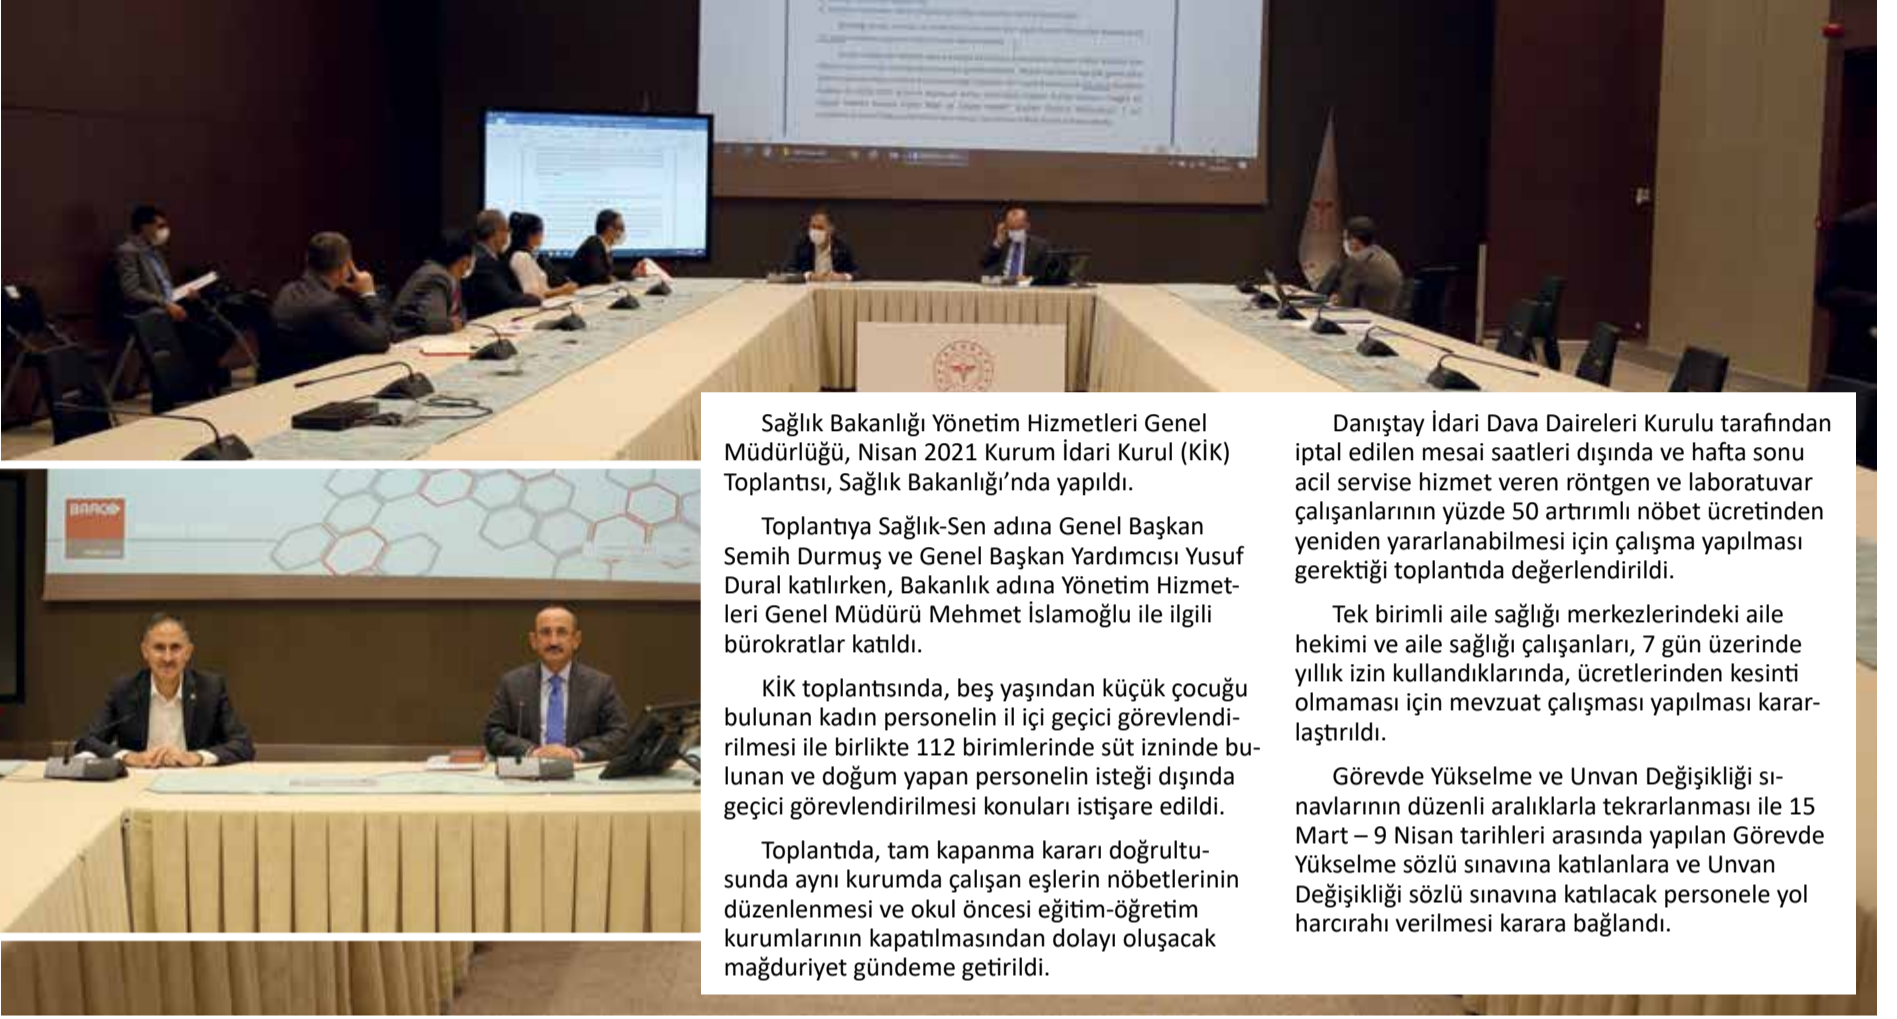 BARCO
Sağlık Bakanlığı Yönetim Hizmetleri Genel
Müdürlüğü, Nisan 2021 Kurum İdari Kurul (KİK)
Toplantısı, Sağlık Bakanlığı’nda yapıldı.
Toplantıya Sağlık-Sen adına Genel Başkan
Semih Durmuş ve Genel Başkan Yardımcısı Yusuf
Dural katılırken, Bakanlık adına Yönetim Hizmet-
leri Genel Müdürü Mehmet İslamoğlu ile ilgili
bürokratlar katıldı.
KİK toplantısında, beş yaşından küçük çocuğu
bulunan kadın personelin il içi geçici görevlendi-
rilmesi ile birlikte 112 birimlerinde süt izninde bu-
lunan ve doğum yapan personelin isteği dışında
geçici görevlendirilmesi konuları istişare edildi.
Toplantıda, tam kapanma kararı doğrultu-
sunda aynı kurumda çalışan eşlerin nöbetlerinin
düzenlenmesi ve okul öncesi eğitim-öğretim
kurumlarının kapatılmasından dolayı oluşacak
mağduriyet gündeme getirildi.
Danıştay İdari Dava Daireleri Kurulu tarafından
iptal edilen mesai saatleri dışında ve hafta sonu
acil servise hizmet veren röntgen ve laboratuvar
çalışanlarının yüzde 50 artırımlı nöbet ücretinden
yeniden yararlanabilmesi için çalışma yapılması
gerektiği toplantıda değerlendirildi.
Tek birimli aile sağlığı merkezlerindeki aile
hekimi ve aile sağlığı çalışanları, 7 gün üzerinde
yıllık izin kullandıklarında, ücretlerinden kesinti
olmaması için mevzuat çalışması yapılması karar-
laştırıldı.
Görevde Yükselme ve Unvan Değişikliği sı-
navlarının düzenli aralıklarla tekrarlanması ile 15
Mart – 9 Nisan tarihleri arasında yapılan Görevde
Yükselme sözlü sınavına katılanlara ve Unvan
Değişikliği sözlü sınavına katılacak personele yol
harcırahı verilmesi karara bağlandı.